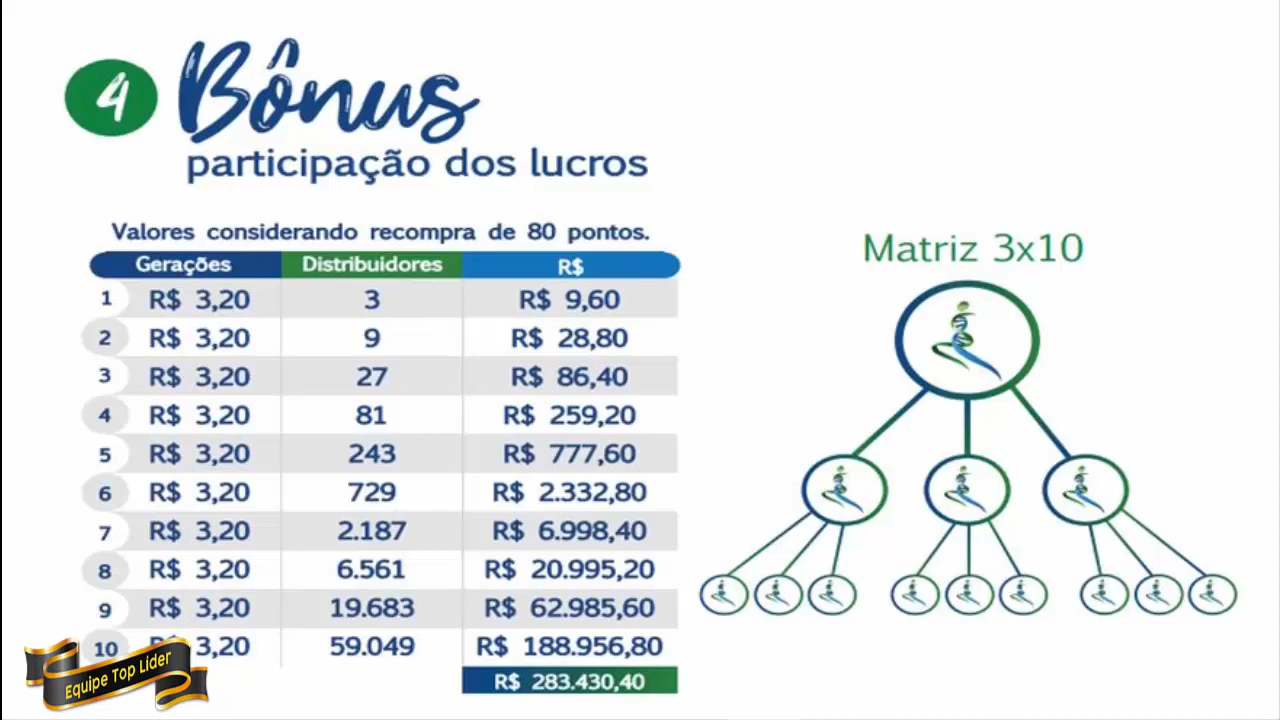 4 Bônus
participação dos lucros
Valores considerando recompra de 80 pontos.
Gerações Distribuidores R$
1 R$ 3,20 3 R$ 9,60
2 R$ 3,20 9 R$ 28,80
3 R$ 3,20 27 R$ 86,40
4 R$ 3,20 81 R$ 259,20
5 R$ 3,20 243 R$ 777,60
6 R$ 3,20 729 R$ 2.332,80
7 R$ 3,20 2.187 R$ 6.998,40
8 R$ 3,20 6.561 R$ 20.995,20
9 R$ 3,20 19.683 R$ 62.985,60
10 R$ 3,20 59.049 R$ 188.956,80
R$ 283.430,40
Matriz 3x10
Equipe Top Líder